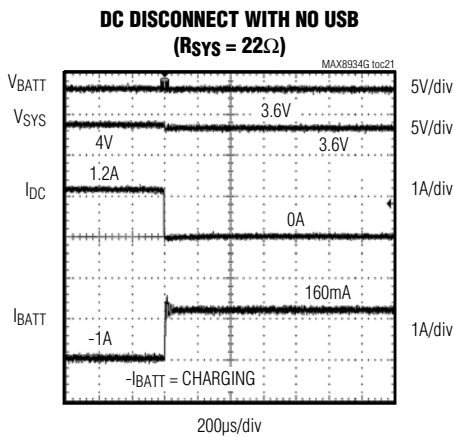 DC DISCONNECT WITH NO USB
(RSYS = 22Ω)
MAX8934G toc21
VBATT
5V/div
3.6V
VSYS
5V/div
4V
3.6V
1.2A
IDC
1A/div
0A
160mA
IBATT
1A/div
-1A
-IBATT = CHARGING
200µs/div